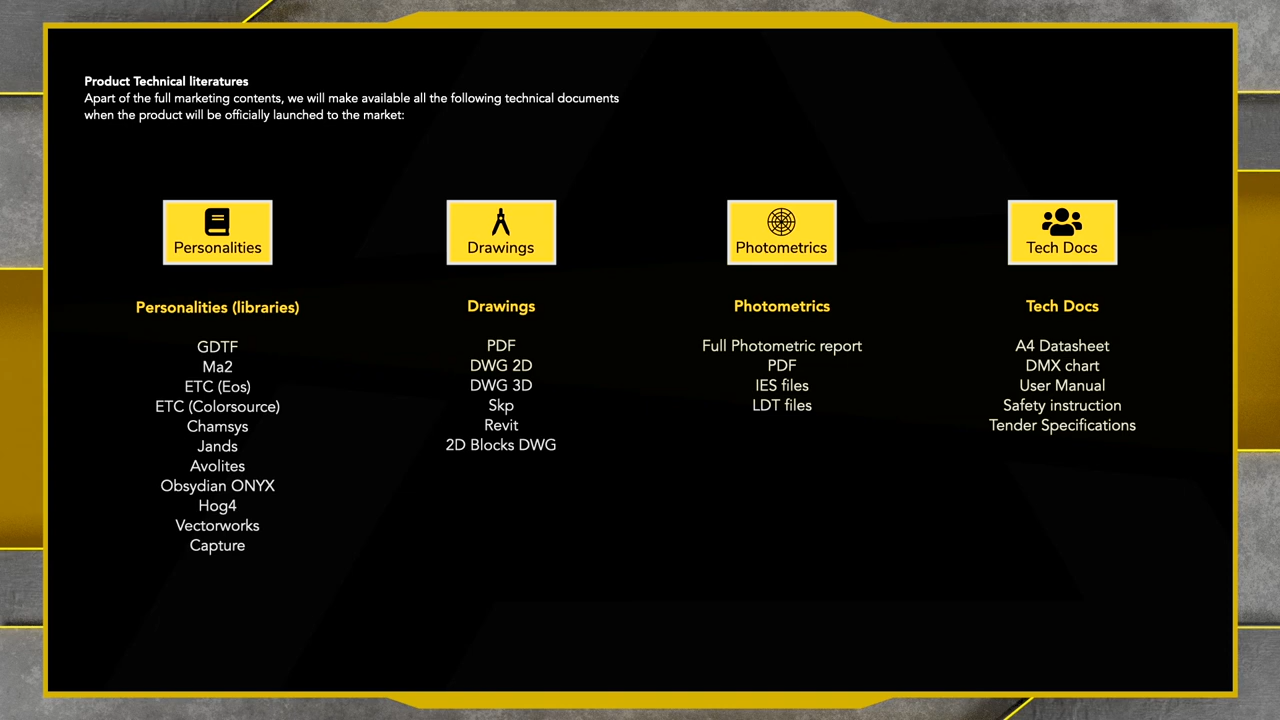 Product Technical literatures
Apart of the full marketing contents, we will make available all the following technical documents
when the product will be officially launched to the market:
Personalities
Drawings
Photometrics
Tech Docs
Personalities (libraries)
GDTF
Ma2
ETC (Eos)
ETC (Colorsource)
Chamsys
Jands
Avolites
Obsydian ONYX
Hog4
Vectorworks
Capture
Drawings
PDF
DWG 2D
DWG 3D
Skp
Revit
2D Blocks DWG
Photometrics
Full Photometric report
PDF
IES files
LDT files
Tech Docs
A4 Datasheet
DMX chart
User Manual
Safety instruction
Tender Specifications